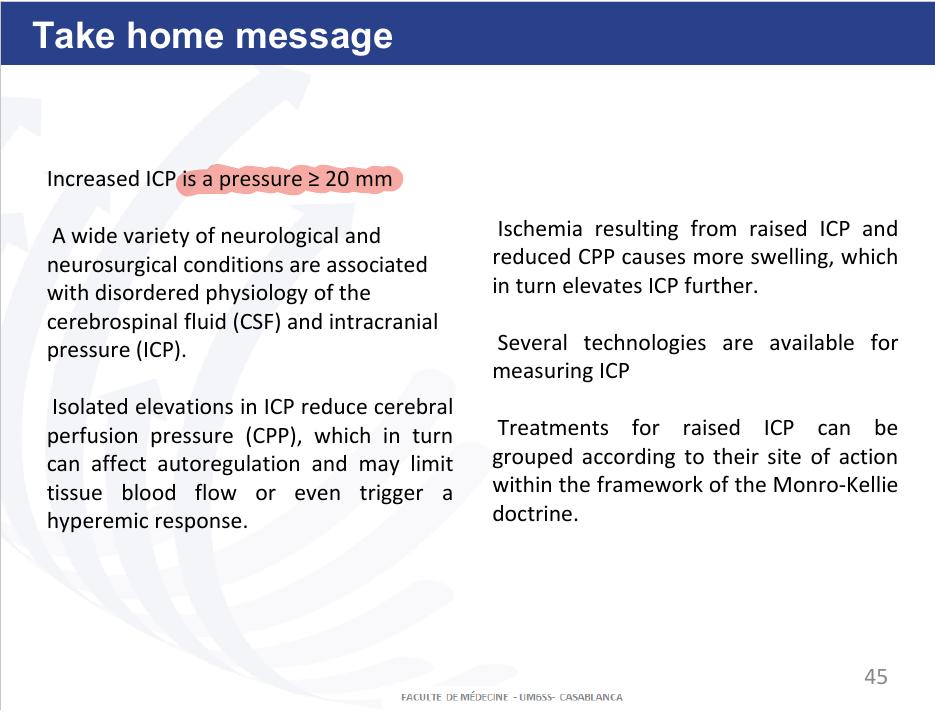 Take home message
Increased ICP is a pressure ≥ 20 mm
A wide variety of neurological and
neurosurgical conditions are associated
with disordered physiology of the
cerebrospinal fluid (CSF) and intracranial
pressure (ICP).
Isolated elevations in ICP reduce cerebral
perfusion pressure (CPP), which in turn
can affect autoregulation and may limit
tissue blood flow or even trigger a
hyperemic response.
Ischemia resulting from raised ICP and
reduced CPP causes more swelling, which
in turn elevates ICP further.
Several technologies are available for
measuring ICP
Treatments for raised ICP can be
grouped according to their site of action
within the framework of the Monro-Kellie
doctrine.
45
FACULTE DE MÉDECINE - UM6SS- CASABLANCA